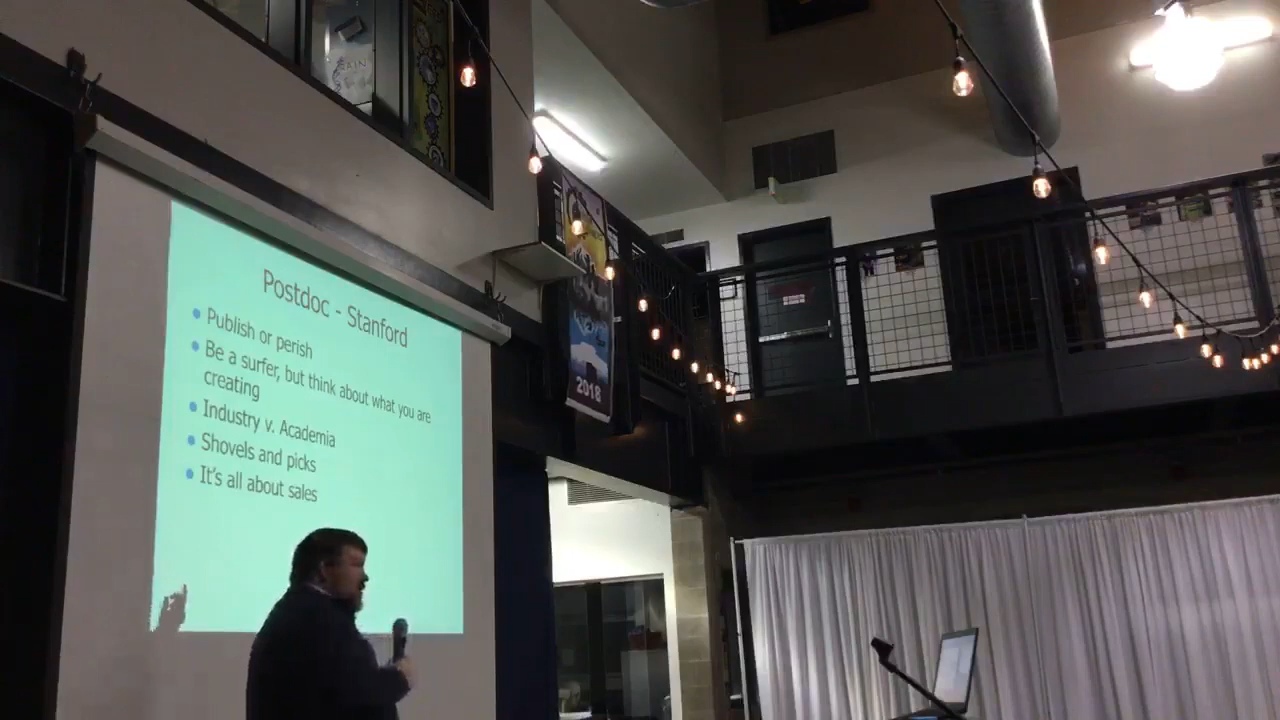 Postdoc - Stanford
Publish or perish
Be a surfer, but think about what you are
creating
Industry v. Academia
Shovels and picks
It's all about sales
2018